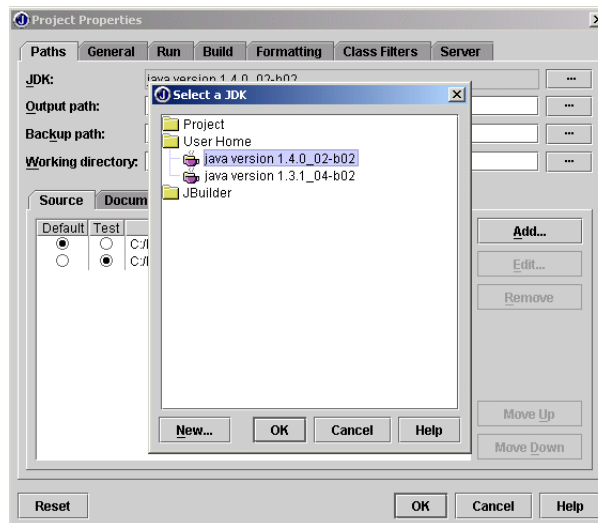 Project Properties
Paths General Run Build Formatting Class Filters Server
JDK: java version 1.4.0_02-b02 ...
Select a JDK
Output path: ...
Project
Backup path: ...
User Home
java version 1.4.0_02-b02
Working directory: ...
java version 1.3.1_04-b02
JBuilder
Source
Default Test
Add...
Edit...
Remove
Move Up
New... OK Cancel Help
Move Down
Reset OK Cancel Help